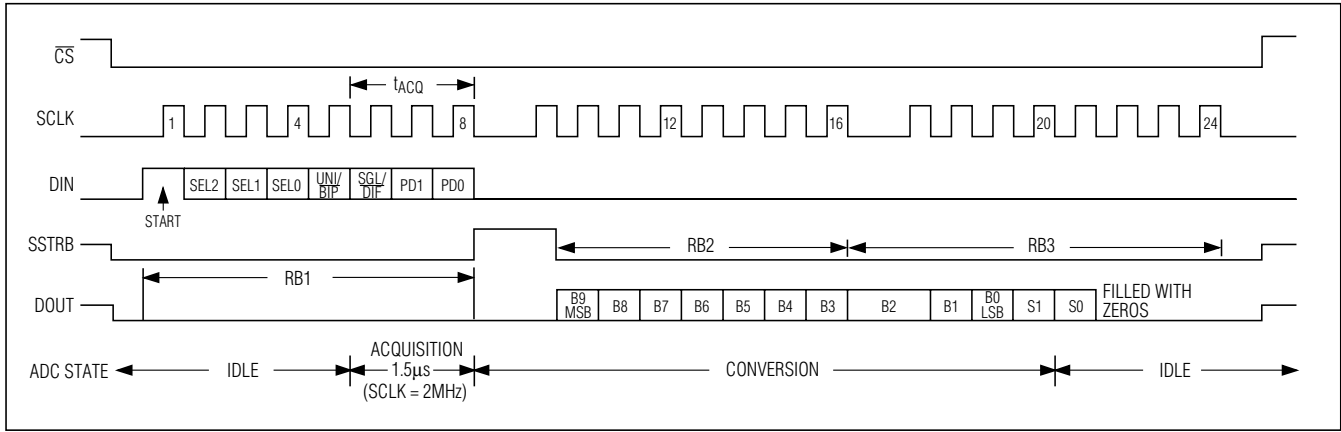 CS
tACQ
SCLK
1
4
8
12
16
20
24
DIN
SEL2
SEL1
SEL0
UNI/
BIP
SGL/
DIF
PD1
PD0
START
SSTRB
RB2
RB3
RB1
DOUT
B9
MSB
B8
B7
B6
B5
B4
B3
B2
B1
B0
LSB
S1
S0
FILLED WITH
ZEROS
ADC STATE
IDLE
ACQUISITION
1.5µs
(SCLK = 2MHz)
CONVERSION
IDLE